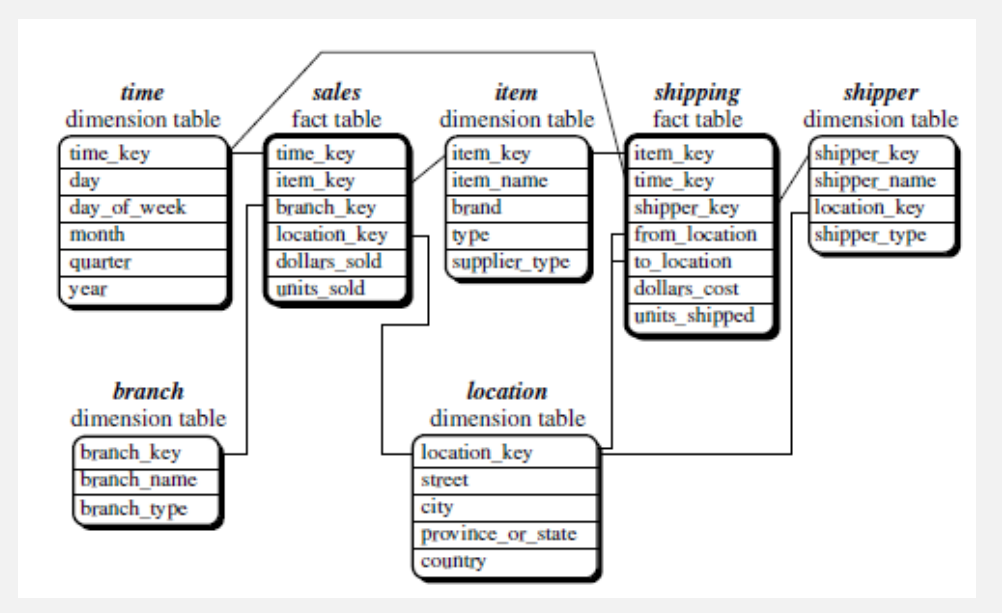 time
dimension table
time_key
day
day_of_week
month
quarter
year
sales
fact table
time_key
item_key
branch_key
location_key
dollars_sold
units_sold
item
dimension table
item_key
item_name
brand
type
supplier_type
shipping
fact table
item_key
time_key
shipper_key
from_location
to_location
dollars_cost
units_shipped
shipper
dimension table
shipper_key
shipper_name
location_key
shipper_type
branch
dimension table
branch_key
branch_name
branch_type
location
dimension table
location_key
street
city
province_or_state
country